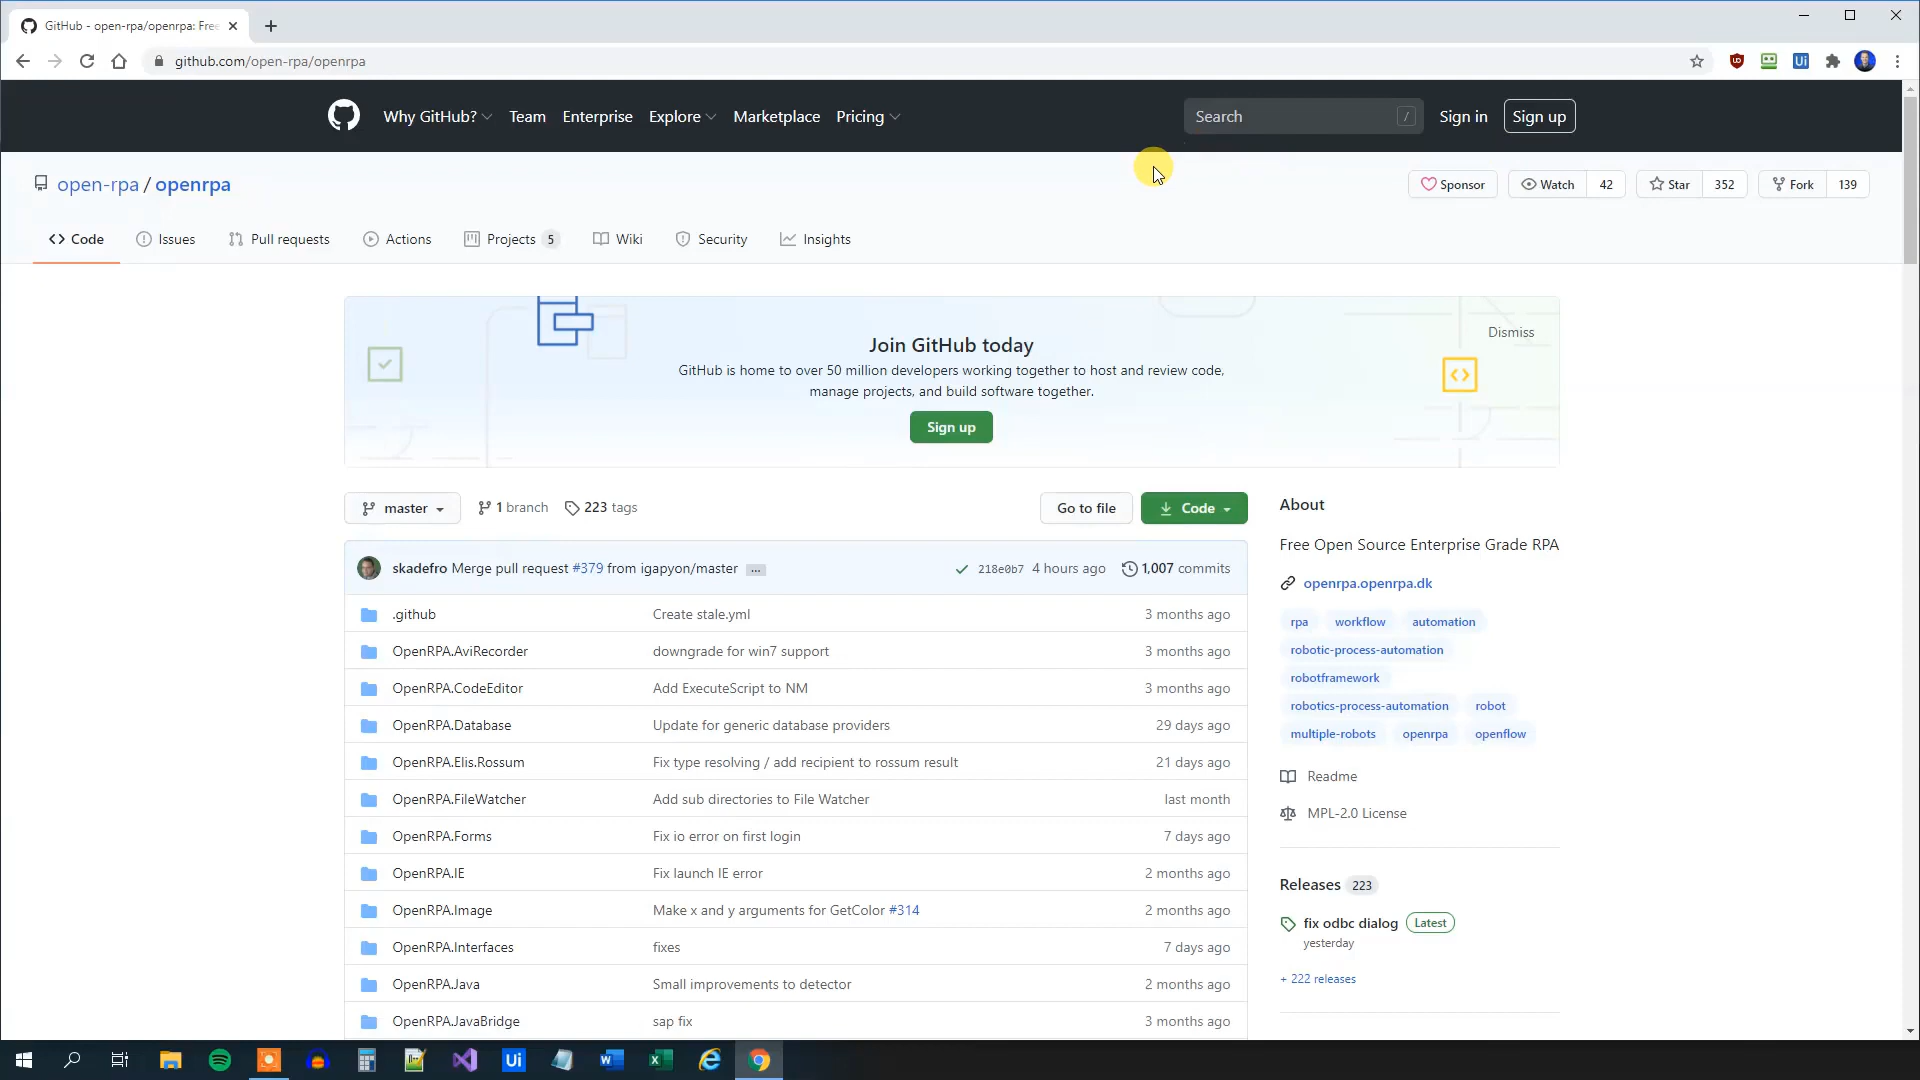 GitHub - open-rpa/openrpa: Free
github.com/open-rpa/openrpa
Why GitHub? Team Enterprise Explore Marketplace Pricing
Search /
Sign in Sign up
open-rpa / openrpa
Sponsor Watch 42 Star 352 Fork 139
Code Issues Pull requests Actions Projects 5 Wiki Security Insights
Join GitHub today
Dismiss
GitHub is home to over 50 million developers working together to host and review code,
manage projects, and build software together.
Sign up
master 1 branch 223 tags
Go to file Code
skadefro Merge pull request #379 from igapyon/master ...
218e0b7 4 hours ago 1,007 commits
.github Create stale.yml 3 months ago
OpenRPA.AviRecorder downgrade for win7 support 3 months ago
OpenRPA.CodeEditor Add ExecuteScript to NM 3 months ago
OpenRPA.Database Update for generic database providers 29 days ago
OpenRPA.Elis.Rossum Fix type resolving / add recipient to rossum result 21 days ago
OpenRPA.FileWatcher Add sub directories to File Watcher last month
OpenRPA.Forms Fix io error on first login 7 days ago
OpenRPA.IE Fix launch IE error 2 months ago
OpenRPA.Image Make x and y arguments for GetColor #314 2 months ago
OpenRPA.Interfaces fixes 7 days ago
OpenRPA.Java Small improvements to detector 2 months ago
OpenRPA.JavaBridge sap fix 3 months ago
About
Free Open Source Enterprise Grade RPA
openrpa.openrpa.dk
rpa workflow automation
robotic-process-automation
robotframework
robotics-process-automation robot
multiple-robots openrpa openflow
Readme
MPL-2.0 License
Releases 223
fix odbc dialog Latest
yesterday
+ 222 releases
Ui
Ui